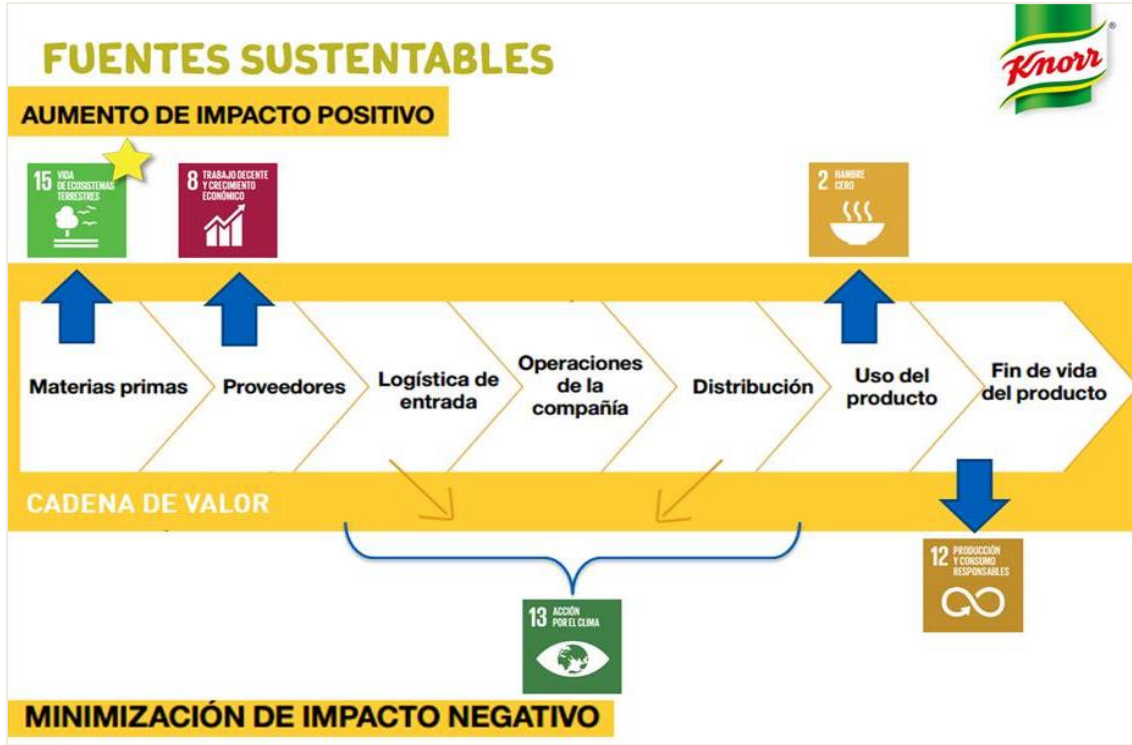 FUENTES SUSTENTABLES
Knorr
AUMENTO DE IMPACTO POSITIVO
15 VIDA
DE ECOSISTEMAS
TERRESTRES
8 TRABAJO DECENTE
Y CRECIMIENTO
ECONÓMICO
2 HAMBRE
CERO
Materias primas
Proveedores
Logística de
entrada
Operaciones
de la
compañía
Distribución
Uso del
producto
Fin de vida
del producto
CADENA DE VALOR
12 PRODUCCIÓN
Y CONSUMO
RESPONSABLES
13 ACCIÓN
POR EL CLIMA
MINIMIZACIÓN DE IMPACTO NEGATIVO